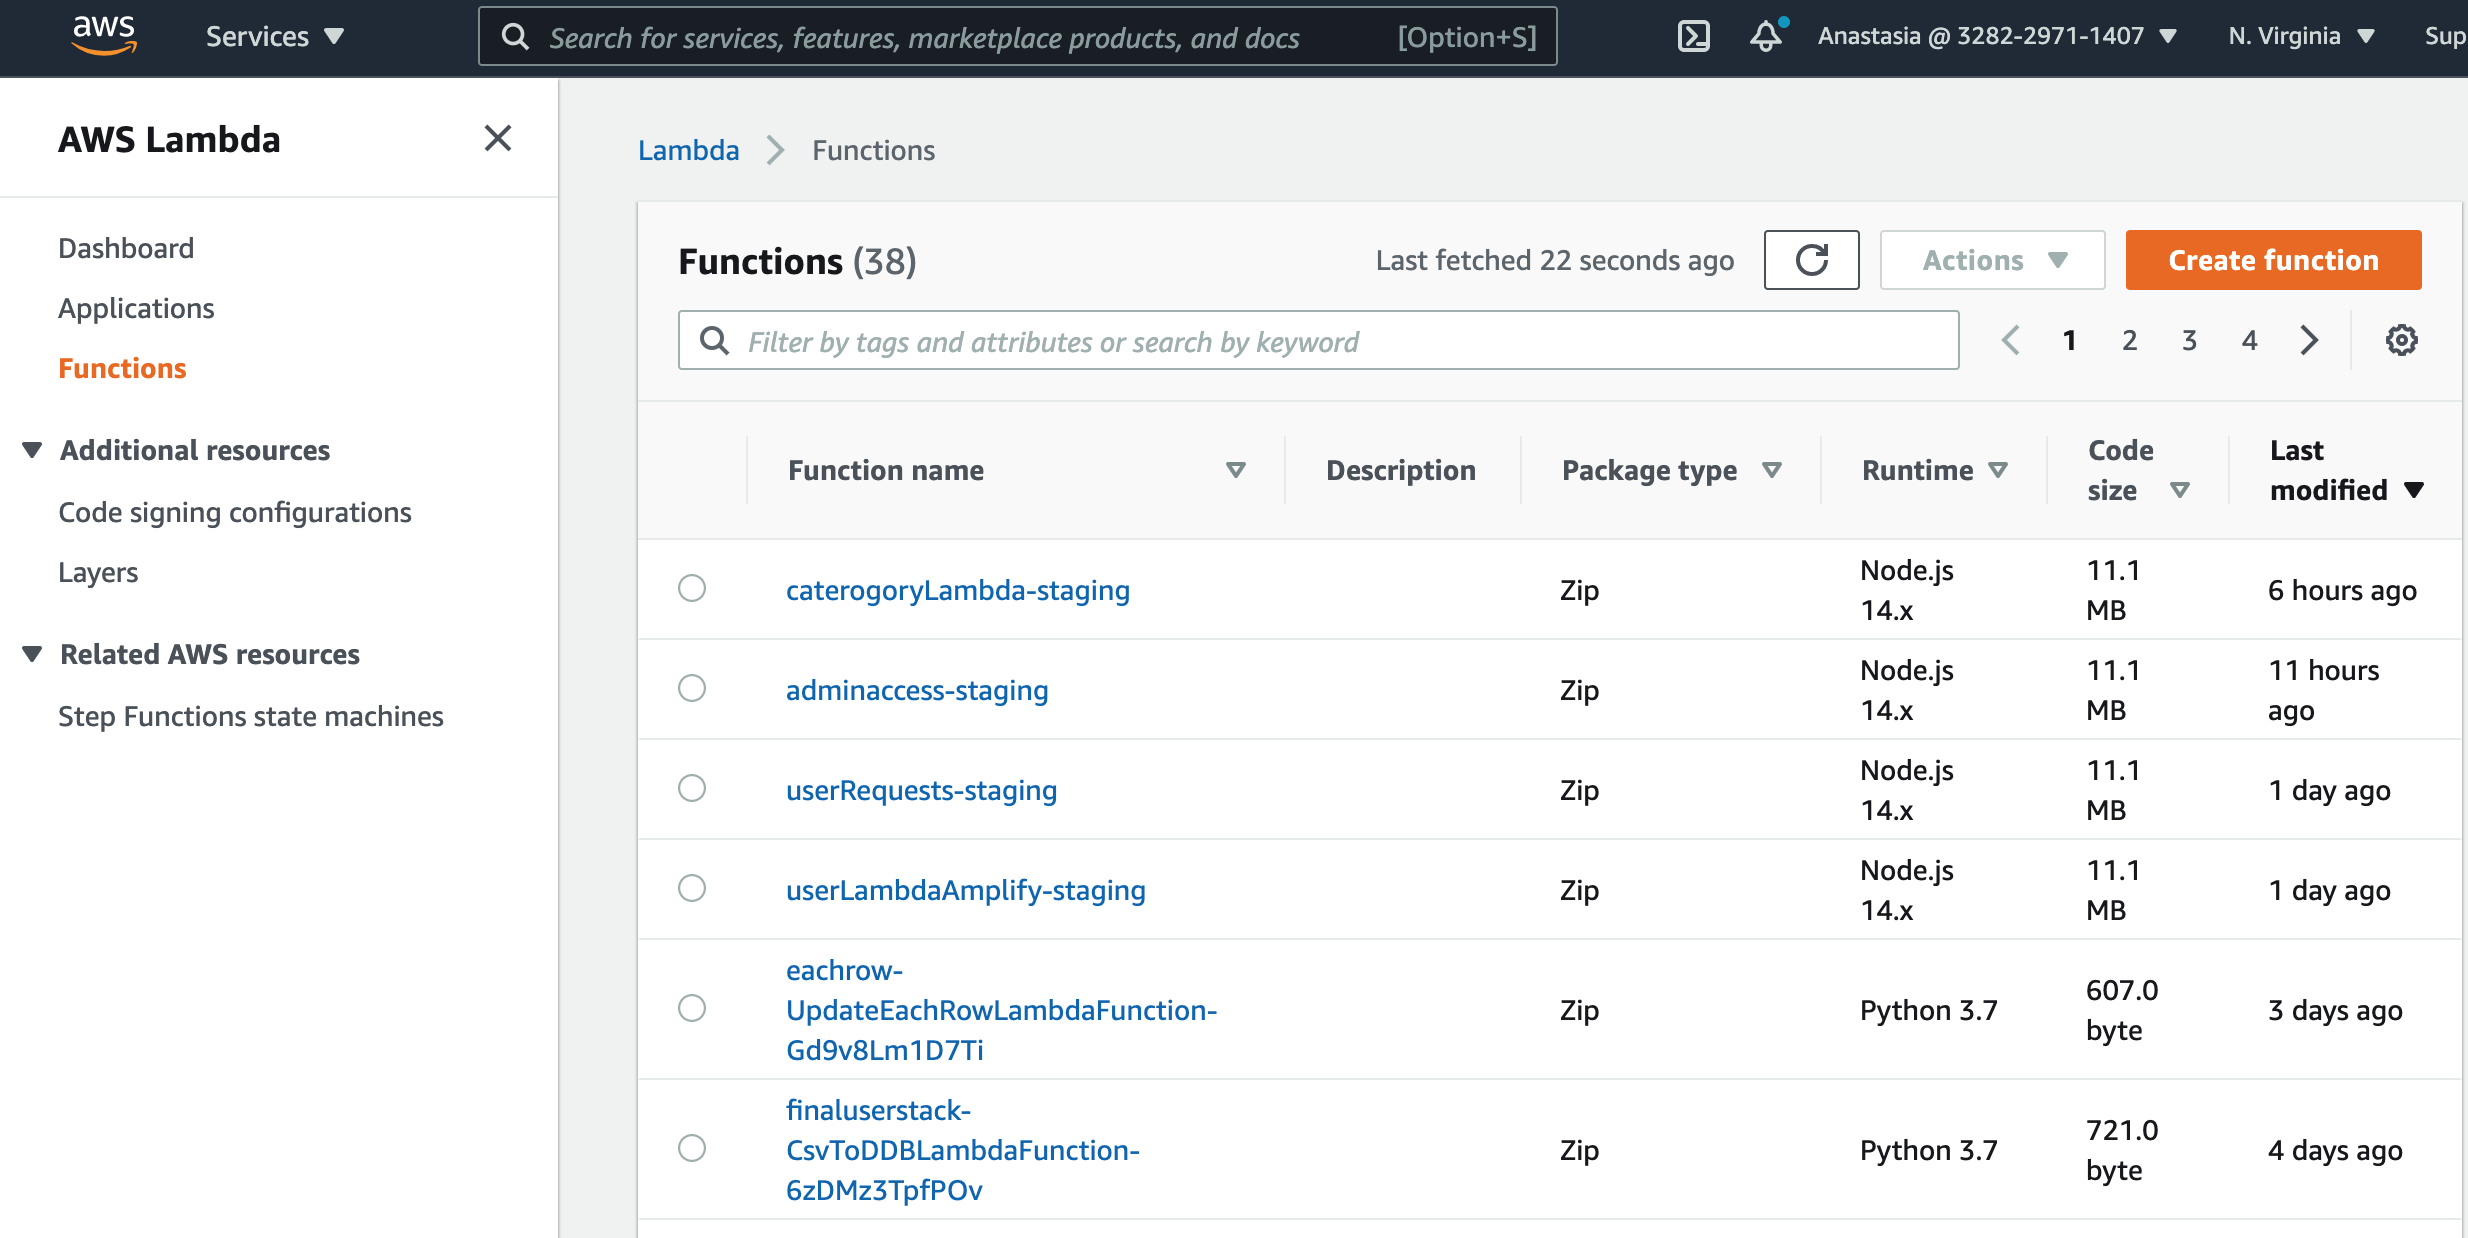 aws
Services
Search for services, features, marketplace products, and docs
[Option+S]
Anastasia @ 3282-2971-1407
N. Virginia
Sup
AWS Lambda
Dashboard
Applications
Functions
Additional resources
Code signing configurations
Layers
Related AWS resources
Step Functions state machines
Lambda
Functions
Functions (38)
Last fetched 22 seconds ago
Actions
Create function
Filter by tags and attributes or search by keyword
1
2
3
4
Function name
Description
Package type
Runtime
Code
size
Last
modified
caterogoryLambda-staging
Zip
Node.js
14.x
11.1
MB
6 hours ago
adminaccess-staging
Zip
Node.js
14.x
11.1
MB
11 hours
ago
userRequests-staging
Zip
Node.js
14.x
11.1
MB
1 day ago
userLambdaAmplify-staging
Zip
Node.js
14.x
11.1
MB
1 day ago
eachrow-
UpdateEachRowLambdaFunction-
Gd9v8Lm1D7Ti
Zip
Python 3.7
607.0
byte
3 days ago
finaluserstack-
CsvToDDBLambdaFunction-
6zDMz3TpfPOv
Zip
Python 3.7
721.0
byte
4 days ago